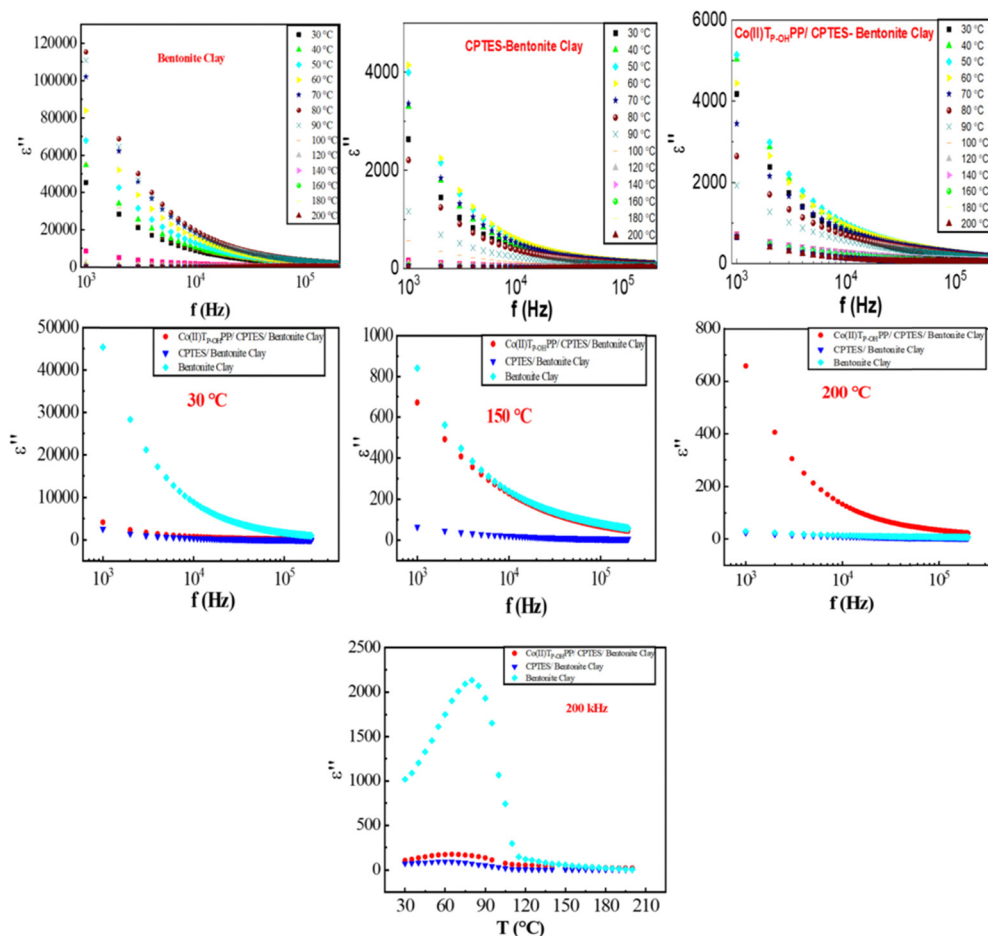 Bentonite Clay
120000
100000
80000
60000
40000
20000
0
ε''
10³
10⁴
10⁵
f (Hz)
30 °C
40 °C
50 °C
60 °C
70 °C
80 °C
90 °C
100 °C
120 °C
140 °C
160 °C
180 °C
200 °C
CPTES-Bentonite Clay
4000
2000
0
ε''
10³
10⁴
10⁵
f (Hz)
30 °C
40 °C
50 °C
60 °C
70 °C
80 °C
90 °C
100 °C
120 °C
140 °C
160 °C
180 °C
200 °C
Co(II)TP-OHPP/ CPTES- Bentonite Clay
6000
4000
2000
0
ε''
10³
10⁴
10⁵
f (Hz)
30 °C
40 °C
50 °C
60 °C
70 °C
80 °C
90 °C
100 °C
120 °C
140 °C
160 °C
180 °C
200 °C
50000
40000
30000
20000
10000
0
ε''
Co(II)TP-OHPP/ CPTES/ Bentonite Clay
CPTES/ Bentonite Clay
Bentonite Clay
30 °C
10³
10⁴
10⁵
f (Hz)
1000
800
600
400
200
0
ε''
Co(II)TP-OHPP/ CPTES/ Bentonite Clay
CPTES/ Bentonite Clay
Bentonite Clay
150 °C
10³
10⁴
10⁵
f (Hz)
800
600
400
200
0
ε''
Co(II)TP-OHPP/ CPTES/ Bentonite Clay
CPTES/ Bentonite Clay
Bentonite Clay
200 °C
10³
10⁴
10⁵
f (Hz)
2500
2000
1500
1000
500
0
ε''
Co(II)TP-OHPP/ CPTES/ Bentonite Clay
CPTES/ Bentonite Clay
Bentonite Clay
200 kHz
30 60 90 120 150 180 210
T (°C)